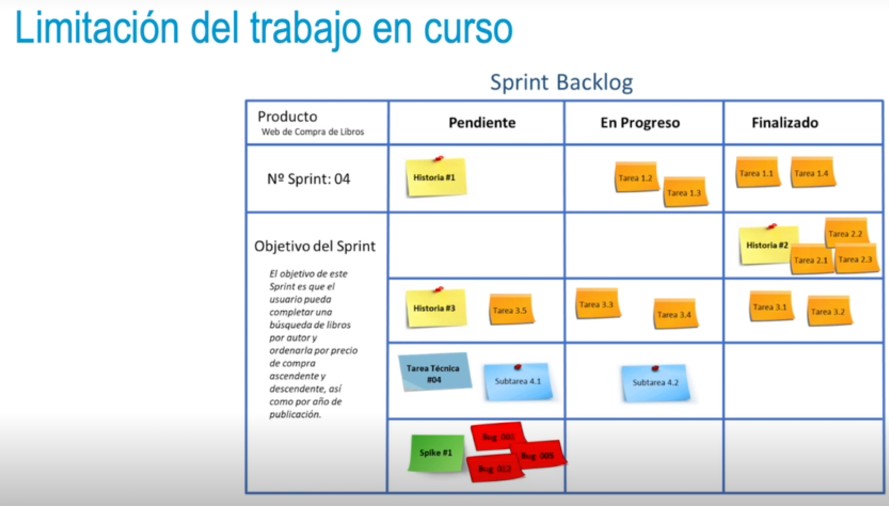 Limitación del trabajo en curso
Sprint Backlog
Producto
Web de Compra de Libros
Pendiente
En Progreso
Finalizado
Nº Sprint: 04
Historia #1
Tarea 1.2
Tarea 1.3
Tarea 1.1
Tarea 1.4
Objetivo del Sprint
El objetivo de este
Sprint es que el
usuario pueda
completar una
búsqueda de libros
por autor y
ordenarla por precio
de compra
ascendente y
descendente, así
como por año de
publicación.
Historia #2
Tarea 2.2
Tarea 2.1
Tarea 2.3
Historia #3
Tarea 3.5
Tarea 3.3
Tarea 3.4
Tarea 3.1
Tarea 3.2
Tarea Técnica
#04
Subtarea 4.1
Subtarea 4.2
Spike #1
Bug-
Bug-
Bug-012